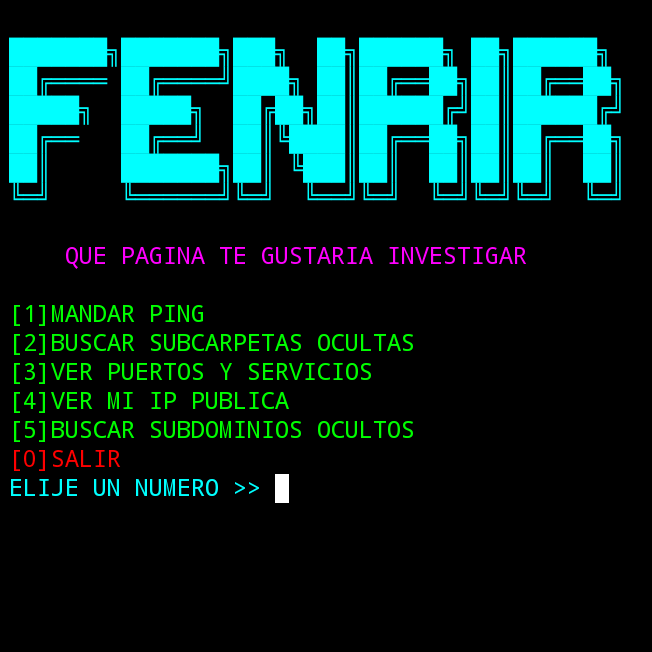 FENRIR
QUE PAGINA TE GUSTARIA INVESTIGAR
[1]MANDAR PING
[2]BUSCAR SUBCARPETAS OCULTAS
[3]VER PUERTOS Y SERVICIOS
[4]VER MI IP PUBLICA
[5]BUSCAR SUBDOMINIOS OCULTOS
[0]SALIR
ELIJE UN NUMERO >>